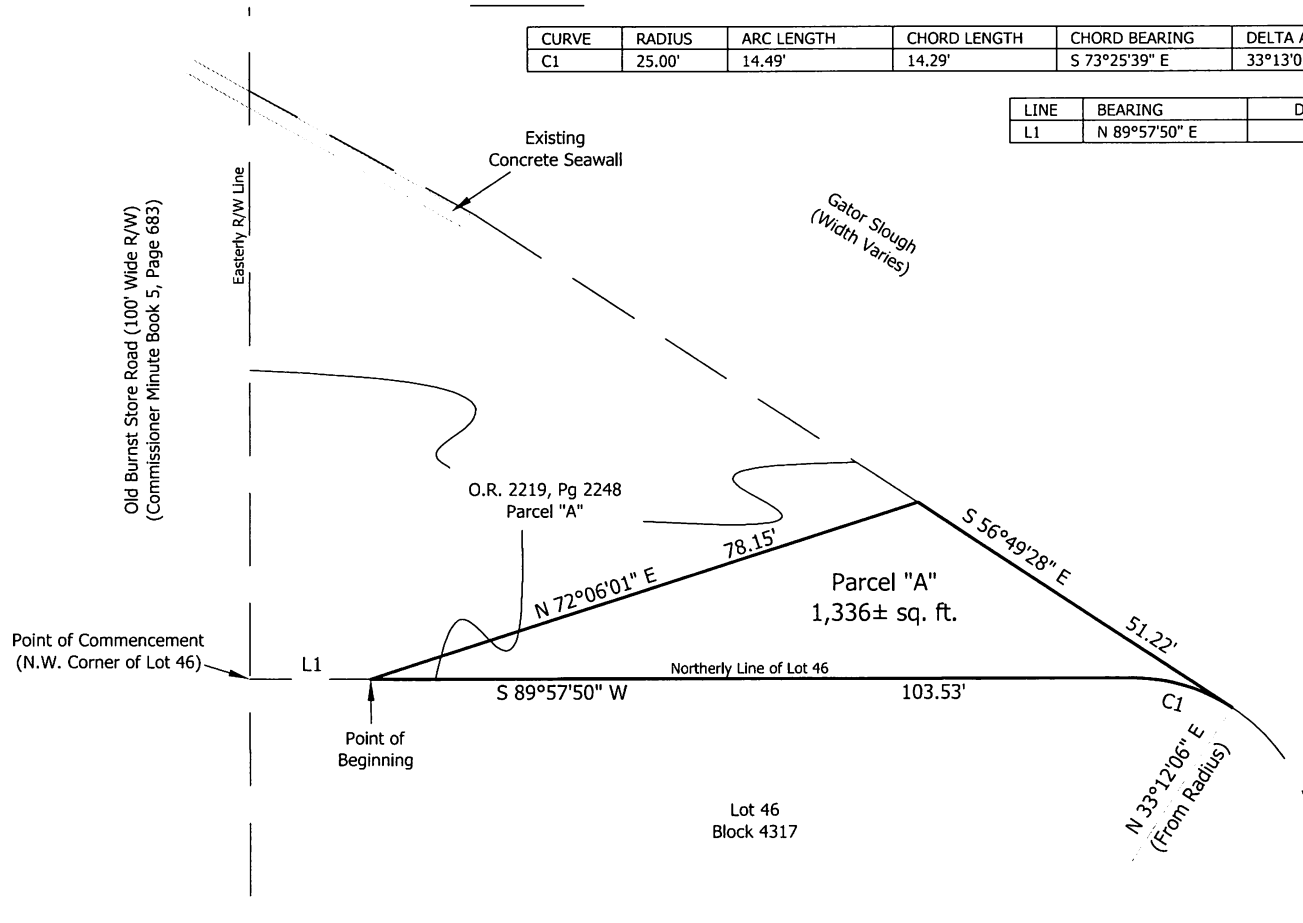 CURVE RADIUS ARC LENGTH CHORD LENGTH CHORD BEARING DELTA A
C1 25.00' 14.49' 14.29' S 73°25'39" E 33°13'0
LINE BEARING D
L1 N 89°57'50" E
Existing
Concrete Seawall
Gator Slough
(Width Varies)
Easterly R/W Line
Old Burnst Store Road (100' Wide R/W)
(Commissioner Minute Book 5, Page 683)
O.R. 2219, Pg 2248
Parcel "A"
78.15'
N 72°06'01" E
S 56°49'28" E
51.22'
Parcel "A"
1,336± sq. ft.
Point of Commencement
(N.W. Corner of Lot 46)
L1
Northerly Line of Lot 46
S 89°57'50" W
103.53'
C1
Point of
Beginning
N 33°12'06" E
(From Radius)
Lot 46
Block 4317